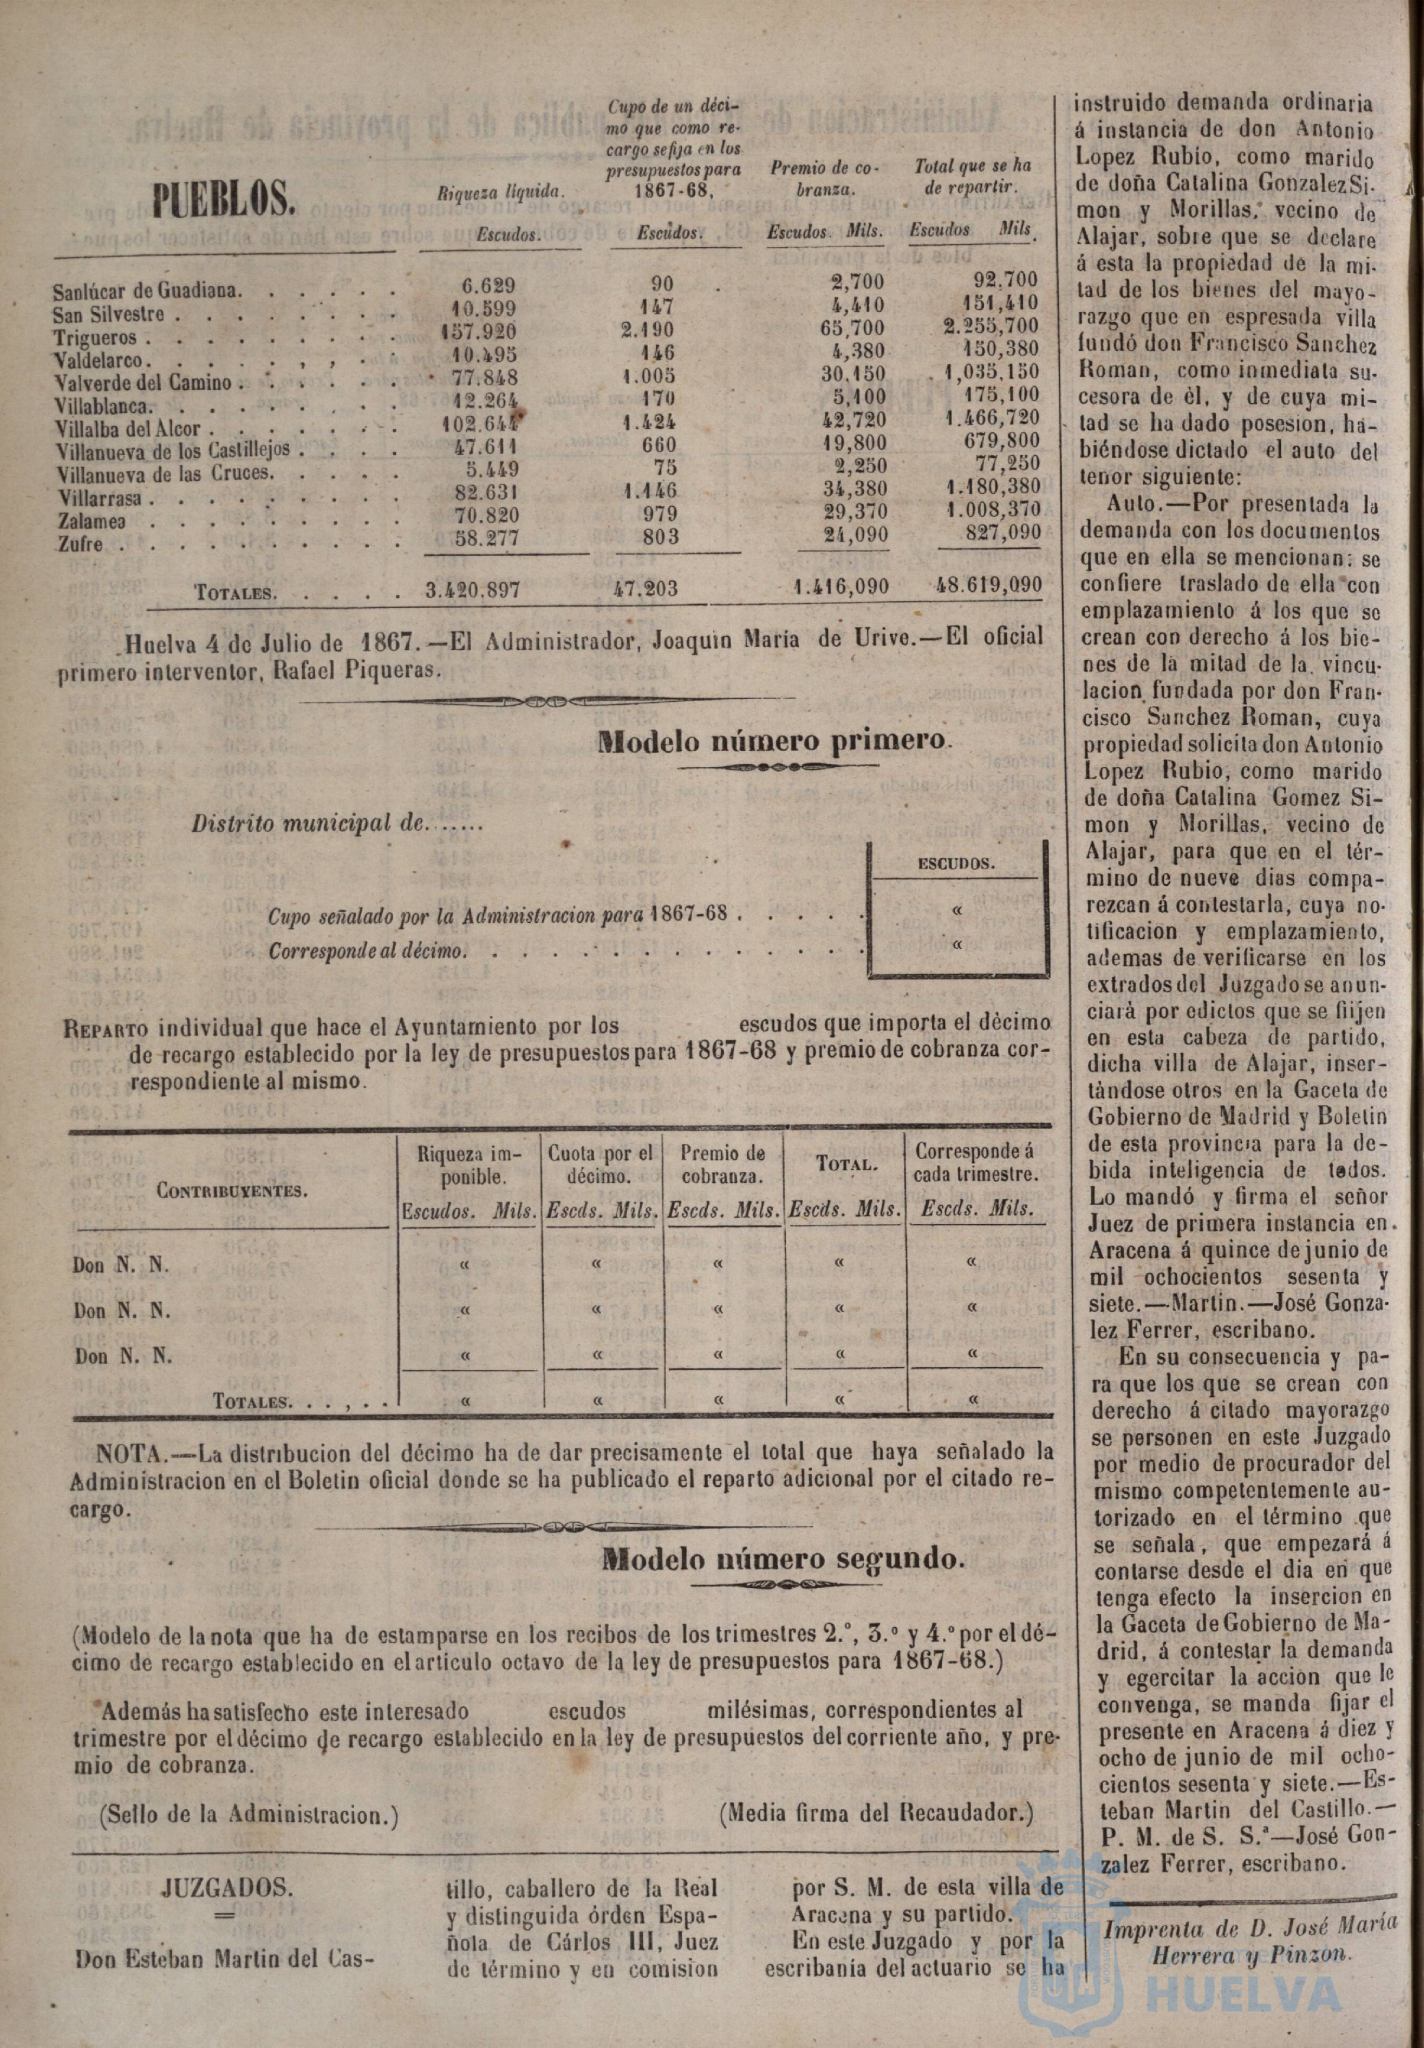 PUEBLOS.
Riqueza líquida.
Cupo de un déci-
mo que como re-
cargo se fija en los
presupuestos para
1867-68,
Premio de co-
branza.
Total que se ha
de repartir.
Escudos. Escudos. Escudos. Mils. Escudos Mils.
Sanlúcar de Guadiana. . . . . . 6.629 90 2,700 92,700
San Silvestre . . . . . . . . 10.599 147 4,410 151,410
Trigueros . . . . . . . . . 157.920 2.190 65,700 2.255,700
Valdelarco. . . . . . , , . . 10.495 146 4,380 150,380
Valverde del Camino . . . . . . 77.848 1.005 30.150 1,035,150
Villablanca. . . . . . . . . 12.264 170 5,100 175,100
Villalba del Alcor . . . . . . . 102.644 1.424 42,720 1.466,720
Villanueva de los Castillejos . . . . 47.611 660 19,800 679,800
Villanueva de las Cruces. . . . . 5.449 75 2,250 77,250
Villarrasa . . . . . . . . . 82.631 1.146 34,380 1.180,380
Zalamea . . . . . . . . . 70.820 979 29,370 1.008,370
Zufre . . . . . . . . . . 58.277 803 24,090 827,090
TOTALES. . . . . 3.420.897 47.203 1.416,090 48.619,090
Huelva 4 de Julio de 1867.—El Administrador, Joaquin María de Urive.—El oficial
primero interventor, Rafael Piqueras.
Modelo número primero.
Distrito municipal de.......
ESCUDOS.
Cupo señalado por la Administracion para 1867-68 . . . . . «
Corresponde al décimo. . . . . . . . . . . . «
REPARTO individual que hace el Ayuntamiento por los escudos que importa el décimo
de recargo establecido por la ley de presupuestos para 1867-68 y premio de cobranza cor-
respondiente al mismo.
CONTRIBUYENTES.
Riqueza im-
ponible.
Cuota por el
décimo.
Premio de
cobranza.
TOTAL.
Corresponde á
cada trimestre.
Escudos. Mils. Escds. Mils. Escds. Mils. Escds. Mils. Escds. Mils.
Don N. N. « « « « «
Don N. N. « « « « «
Don N. N. « « « « «
TOTALES. . . , . . « « « « «
NOTA.—La distribucion del décimo ha de dar precisamente el total que haya señalado la
Administracion en el Boletin oficial donde se ha publicado el reparto adicional por el citado re-
cargo.
Modelo número segundo.
(Modelo de la nota que ha de estamparse en los recibos de los trimestres 2.°, 3.° y 4.° por el dé-
cimo de recargo establecido en el articulo octavo de la ley de presupuestos para 1867-68.)
Además ha satisfecho este interesado escudos milésimas, correspondientes al
trimestre por el décimo de recargo establecido en la ley de presupuestos del corriente año, y pre-
mio de cobranza.
(Sello de la Administracion.) (Media firma del Recaudador.)
JUZGADOS.
Don Esteban Martin del Cas-
tillo, caballero de la Real
y distinguida órden Espa-
ñola de Cárlos III, Juez
de término y en comision
por S. M. de esta villa de
Aracena y su partido.
En este Juzgado y por la
escribanía del actuario se ha
instruido demanda ordinaria
á instancia de don Antonio
Lopez Rubio, como marido
de doña Catalina Gonzalez Si-
mon y Morillas, vecino de
Alajar, sobre que se declare
á esta la propiedad de la mi-
tad de los bienes del mayo-
razgo que en espresada villa
fundó don Francisco Sanchez
Roman, como inmediata su-
cesora de él, y de cuya mi-
tad se ha dado posesion, ha-
biéndose dictado el auto del
tenor siguiente:
Auto.—Por presentada la
demanda con los documentos
que en ella se mencionan: se
confiere traslado de ella con
emplazamiento á los que se
crean con derecho á los bie-
nes de la mitad de la vincu-
lacion fundada por don Fran-
cisco Sanchez Roman, cuya
propiedad solicita don Antonio
Lopez Rubio, como marido
de doña Catalina Gomez Si-
mon y Morillas, vecino de
Alajar, para que en el tér-
mino de nueve dias compa-
rezcan á contestarla, cuya no-
tificacion y emplazamiento,
ademas de verificarse en los
extrados del Juzgado se anun-
ciará por edictos que se fiijen
en esta cabeza de partido,
dicha villa de Alajar, inser-
tándose otros en la Gaceta de
Gobierno de Madrid y Boletin
de esta provincia para la de-
bida inteligencia de todos.
Lo mandó y firma el señor
Juez de primera instancia en
Aracena á quince de junio de
mil ochocientos sesenta y
siete.—Martin.—José Gonza-
lez Ferrer, escribano.
En su consecuencia y pa-
ra que los que se crean con
derecho á citado mayorazgo
se personen en este Juzgado
por medio de procurador del
mismo competentemente au-
torizado en el término que
se señala, que empezará á
contarse desde el dia en que
tenga efecto la insercion en
la Gaceta de Gobierno de Ma-
drid, á contestar la demanda
y egercitar la accion que le
convenga, se manda fijar el
presente en Aracena á diez y
ocho de junio de mil ocho-
cientos sesenta y siete.—Es-
teban Martin del Castillo.—
P. M. de S. S.ª—José Gon-
zalez Ferrer, escribano.
Imprenta de D. José María
Herrera y Pinzon.
HUELVA